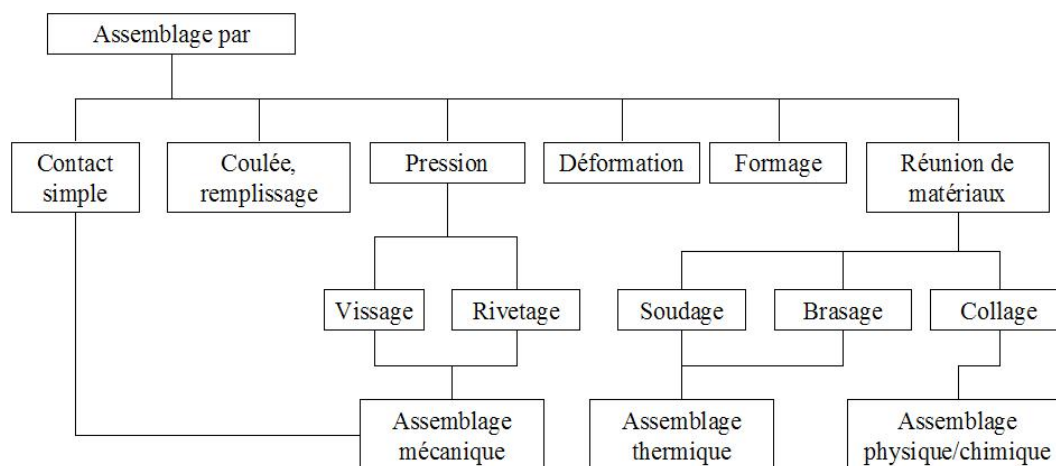 Assemblage par
Contact
simple
Coulée,
remplissage
Pression
Déformation
Formage
Réunion de
matériaux
Vissage
Rivetage
Soudage
Brasage
Collage
Assemblage
mécanique
Assemblage
thermique
Assemblage
physique/chimique